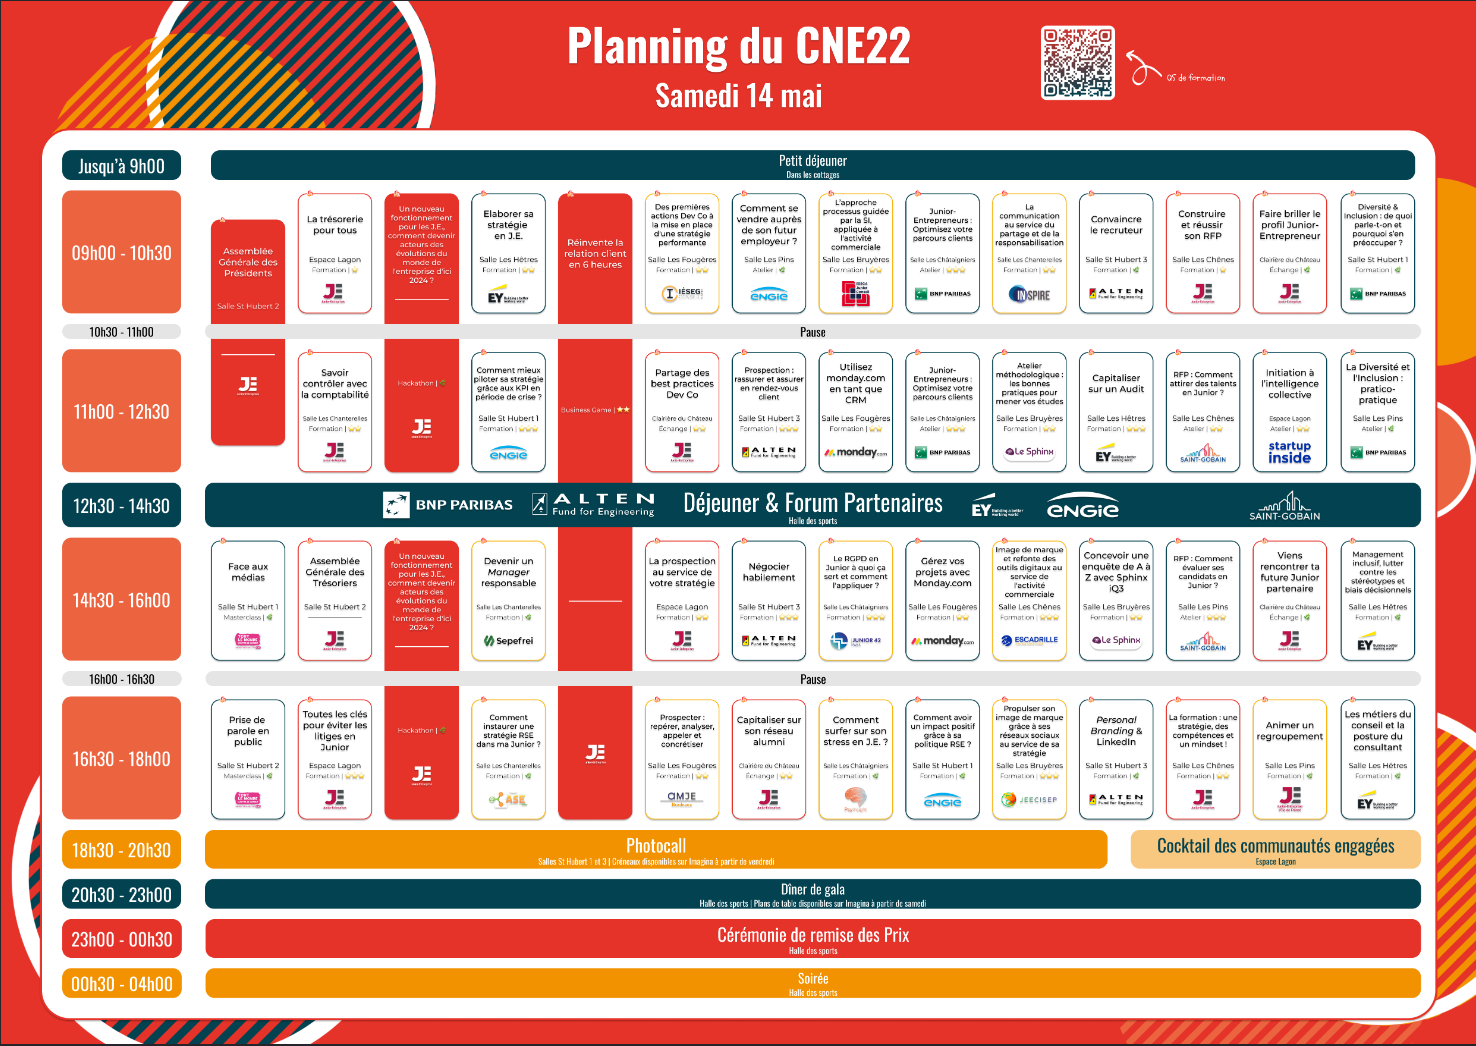 Planning du CNE22
Samedi 14 mai
QS de formation
Jusqu'à 9h00
Petit déjeuner
Dans les cottages
09h00 - 10h30
Assemblée
Générale des
Présidents
Salle St Hubert 2
JE
La trésorerie
pour tous
Espace Lagon
Formation |
JE
Un nouveau
fonctionnement
pour les J.E.,
comment devenir
acteurs des
évolutions du
monde de
l'entreprise d'ici
2024 ?
Hackathon |
JE
Elaborer sa
stratégie
en J.E.
Salle Les Hêtres
Formation |
EY Building a better
working world
Réinvente la
relation client
en 6 heures
Business Game |
Des premières
actions Dev Co à
la mise en place
d'une stratégie
performante
Salle Les Fougères
Formation |
IÉSEG
Comment se
vendre auprès
de son futur
employeur ?
Salle Les Pins
Atelier |
ENGIE
L'approche
processus guidée
par la SI,
appliquée à
l'activité
commerciale
Salle Les Bruyères
Formation |
Junior-
Entrepreneurs :
Optimisez votre
parcours clients
Salle Les Châtaigniers
Atelier |
BNP PARIBAS
La
communication
au service du
partage et de la
responsabilisation
Salle Les Chanterelles
Formation |
INSPIRE
Convaincre
le recruteur
Salle St Hubert 3
Formation |
ALTEN
Fund for Engineering
Construire
et réussir
son RFP
Salle Les Chênes
Formation |
JE
Faire briller le
profil Junior-
Entrepreneur
Clairière du Château
Échange |
JE
Diversité &
Inclusion : de quoi
parle-t-on et
pourquoi s'en
préoccuper ?
Salle St Hubert 1
Formation |
BNP PARIBAS
10h30 - 11h00
Pause
11h00 - 12h30
Savoir
contrôler avec
la comptabilité
Salle Les Chanterelles
Formation |
JE
Comment mieux
piloter sa stratégie
grâce aux KPI en
période de crise ?
Salle St Hubert 1
Formation |
ENGIE
Partage des
best practices
Dev Co
Clairière du Château
Échange |
JE
Prospection :
rassurer et assurer
en rendez-vous
client
Salle St Hubert 3
Formation |
ALTEN
Fund for Engineering
Utilisez
monday.com
en tant que
CRM
Salle Les Fougères
Formation |
monday.com
Junior-
Entrepreneurs :
Optimisez votre
parcours clients
Salle Les Châtaigniers
Atelier |
BNP PARIBAS
Atelier
méthodologique :
les bonnes
pratiques pour
mener vos études
Salle Les Bruyères
Formation |
Le Sphinx
Capitaliser
sur un Audit
Salle Les Hêtres
Formation |
EY Building a better
working world
RFP : Comment
attirer des talents
en Junior ?
Salle Les Chênes
Atelier |
SAINT-GOBAIN
Initiation à
l'intelligence
collective
Espace Lagon
Atelier |
startup
inside
La Diversité et
l'Inclusion :
pratico-
pratique
Salle Les Pins
Atelier |
BNP PARIBAS
12h30 - 14h30
BNP PARIBAS
ALTEN
Fund for Engineering
Déjeuner & Forum Partenaires
Halle des sports
EY Building a better
working world
ENGIE
SAINT-GOBAIN
14h30 - 16h00
Face aux
médias
Salle St Hubert 1
Masterclass |
Assemblée
Générale des
Trésoriers
Salle St Hubert 2
JE
Un nouveau
fonctionnement
pour les J.E.,
comment devenir
acteurs des
évolutions du
monde de
l'entreprise d'ici
2024 ?
Hackathon |
JE
Devenir un
Manager
responsable
Salle Les Chanterelles
Formation |
Sepefrei
JE
La prospection
au service de
votre stratégie
Espace Lagon
Formation |
JE
Négocier
habilement
Salle St Hubert 3
Formation |
ALTEN
Fund for Engineering
Le RGPD en
Junior à quoi ça
sert et comment
l'appliquer ?
Salle Les Châtaigniers
Formation |
JUNIOR
Gérez vos
projets avec
Monday.com
Salle Les Fougères
Formation |
monday.com
Image de marque
et refonte des
outils digitaux au
service de
l'activité
commerciale
Salle Les Chênes
Formation |
ESCADRILLE
Concevoir une
enquête de A à
Z avec Sphinx
iQ3
Salle Les Bruyères
Formation |
Le Sphinx
RFP : Comment
évaluer ses
candidats en
Junior ?
Salle Les Pins
Atelier |
SAINT-GOBAIN
Viens
rencontrer ta
future Junior
partenaire
Clairière du Château
Échange |
JE
Management
inclusif, lutter
contre les
stéréotypes et
biais décisionnels
Salle Les Hêtres
Formation |
EY
16h00 - 16h30
Pause
16h30 - 18h00
Prise de
parole en
public
Salle St Hubert 2
Masterclass |
Toutes les clés
pour éviter les
litiges en
Junior
Espace Lagon
Formation |
JE
Comment
instaurer une
stratégie RSE
dans ma Junior ?
Salle Les Chanterelles
Formation |
ASE
Prospecter :
repérer, analyser,
appeler et
concrétiser
Salle Les Fougères
Formation |
AMJE
Bordeaux
Capitaliser sur
son réseau
alumni
Clairière du Château
Échange |
JE
Comment
surfer sur son
stress en J.E. ?
Salle Les Châtaigniers
Formation |
Comment avoir
un impact positif
grâce à sa
politique RSE ?
Salle St Hubert 1
Formation |
ENGIE
Propulser son
image de marque
grâce à ses
réseaux sociaux
au service de sa
stratégie
Salle Les Bruyères
Formation |
JEECISEP
Personal
Branding &
LinkedIn
Salle St Hubert 3
Formation |
ALTEN
Fund for Engineering
La formation : une
stratégie, des
compétences et
un mindset !
Salle Les Chênes
Formation |
JE
Animer un
regroupement
Salle Les Pins
Formation |
JE
Les métiers du
conseil et la
posture du
consultant
Salle Les Hêtres
Formation |
EY
18h30 - 20h30
Photocall
Salles St Hubert 1 et 3 | Créneaux disponibles sur Imagina à partir de vendredi
Cocktail des communautés engagées
Espace Lagon
20h30 - 23h00
Dîner de gala
Halle des sports | Plans de table disponibles sur Imagina à partir de samedi
23h00 - 00h30
Cérémonie de remise des Prix
Halle des sports
00h30 - 04h00
Soirée
Halle des sports